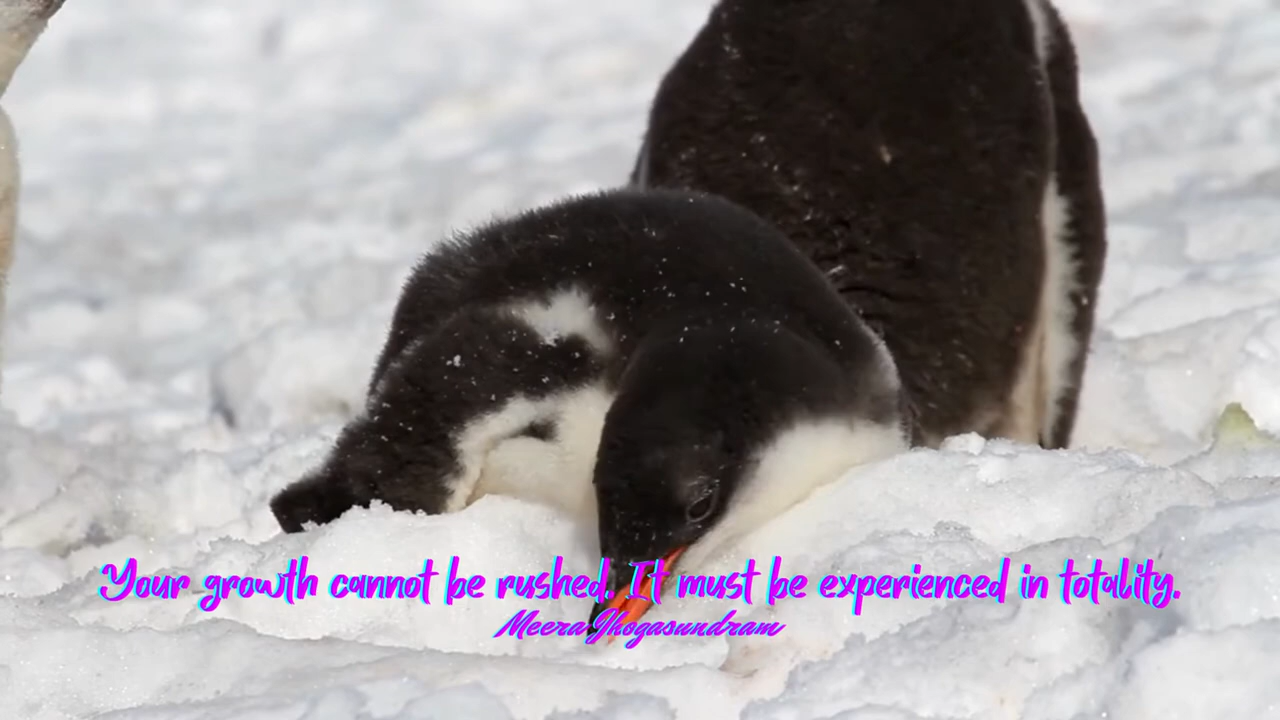 Your growth cannot be rushed. It must be experienced in totality.
Meera Jhogasundram